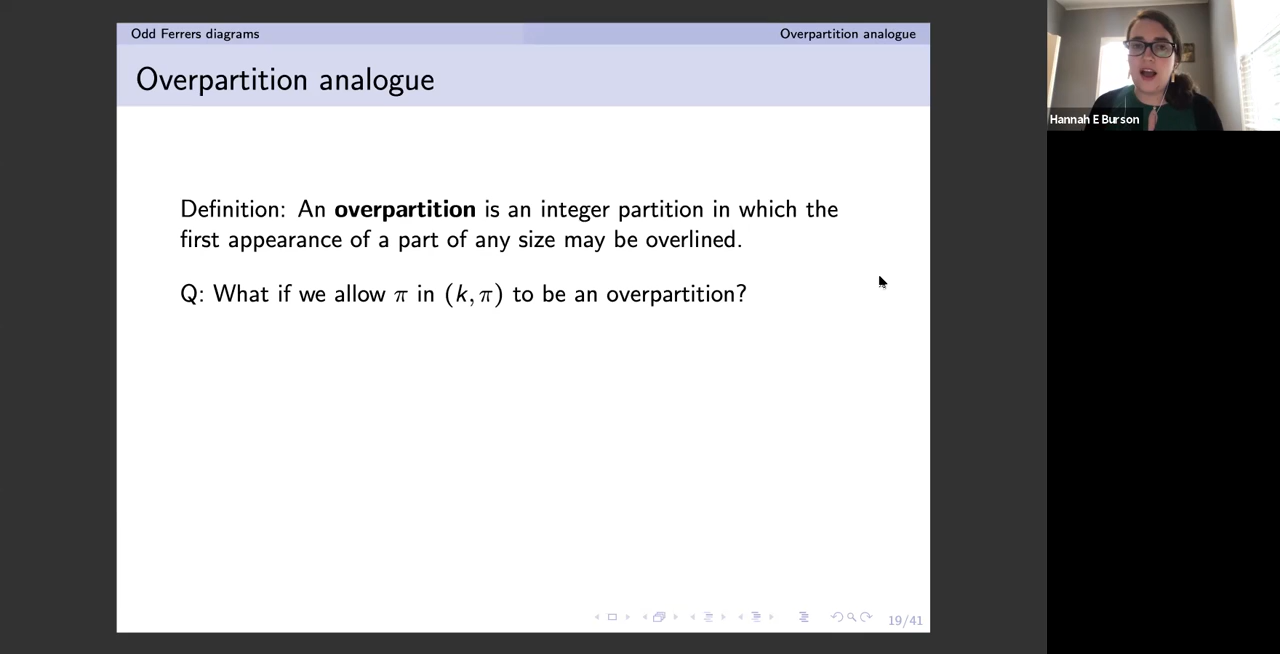 Odd Ferrers diagrams
Overpartition analogue
Overpartition analogue
Definition: An overpartition is an integer partition in which the
first appearance of a part of any size may be overlined.
Q: What if we allow π in (k, π) to be an overpartition?
19/41
Hannah E Burson